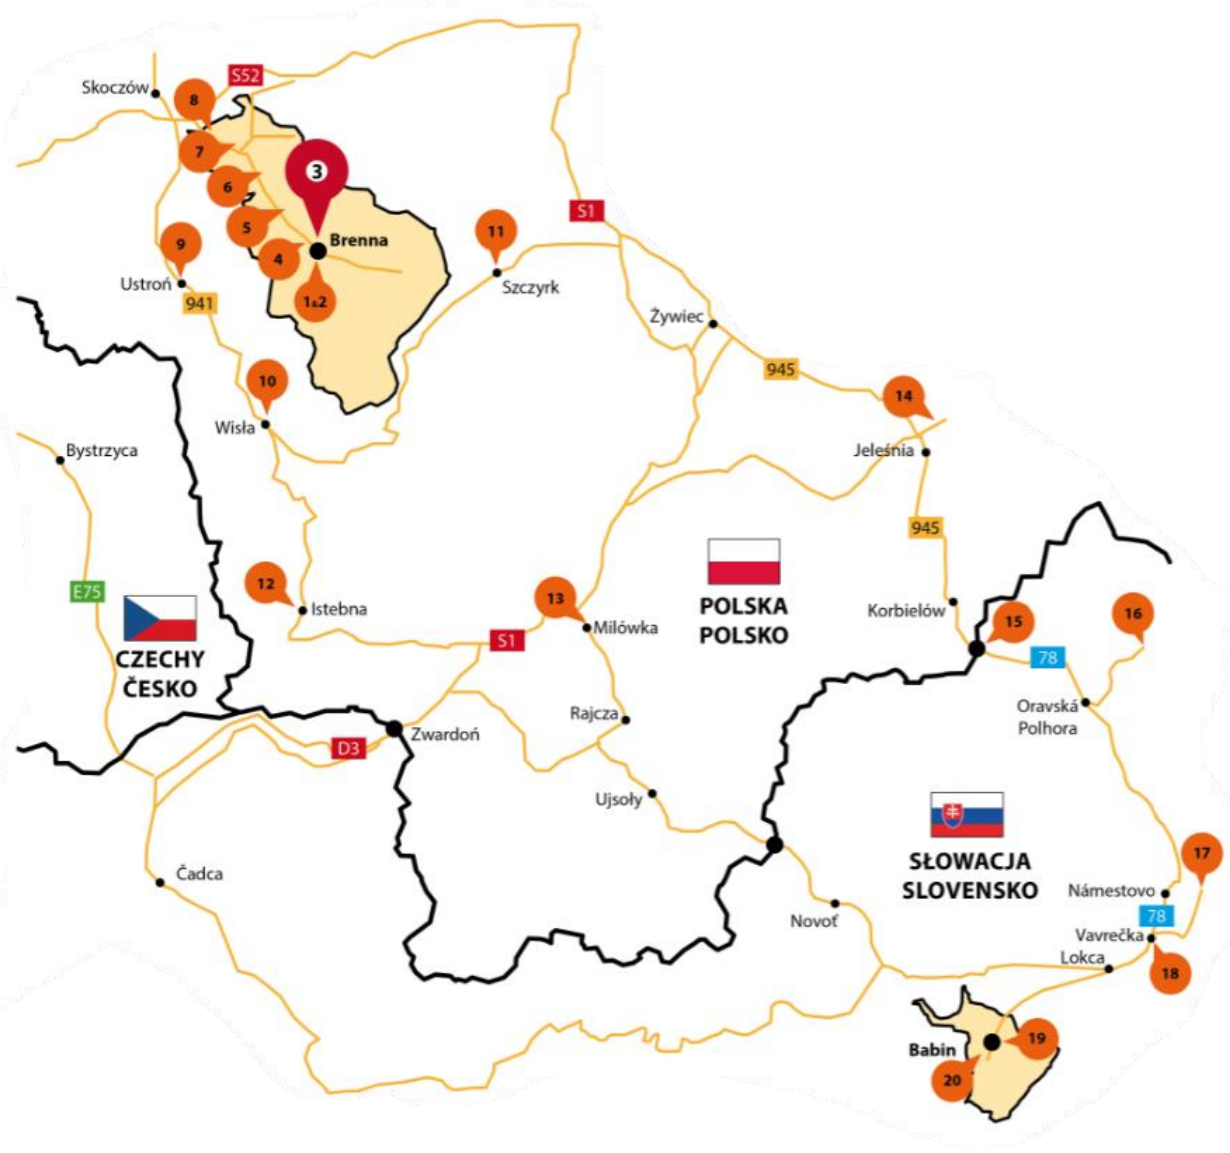 S52
Skoczów
8
7
3
6
S1
5
11
9
Brenna
4
Ustroń
Szczyrk
941
1&2
Żywiec
945
10
14
Wisła
Bystrzyca
Jeleśnia
945
12
E75
13
POLSKA
POLSKO
Istebna
Korbielów
16
15
Milówka
S1
78
CZECHY
ČESKO
Oravská
Polhora
Rajcza
Zwardoń
D3
Ujsoły
17
SŁOWACJA
SLOVENSKO
Čadca
Námestovo
78
Novoť
Vavrečka
Lokca
18
19
Babin
20